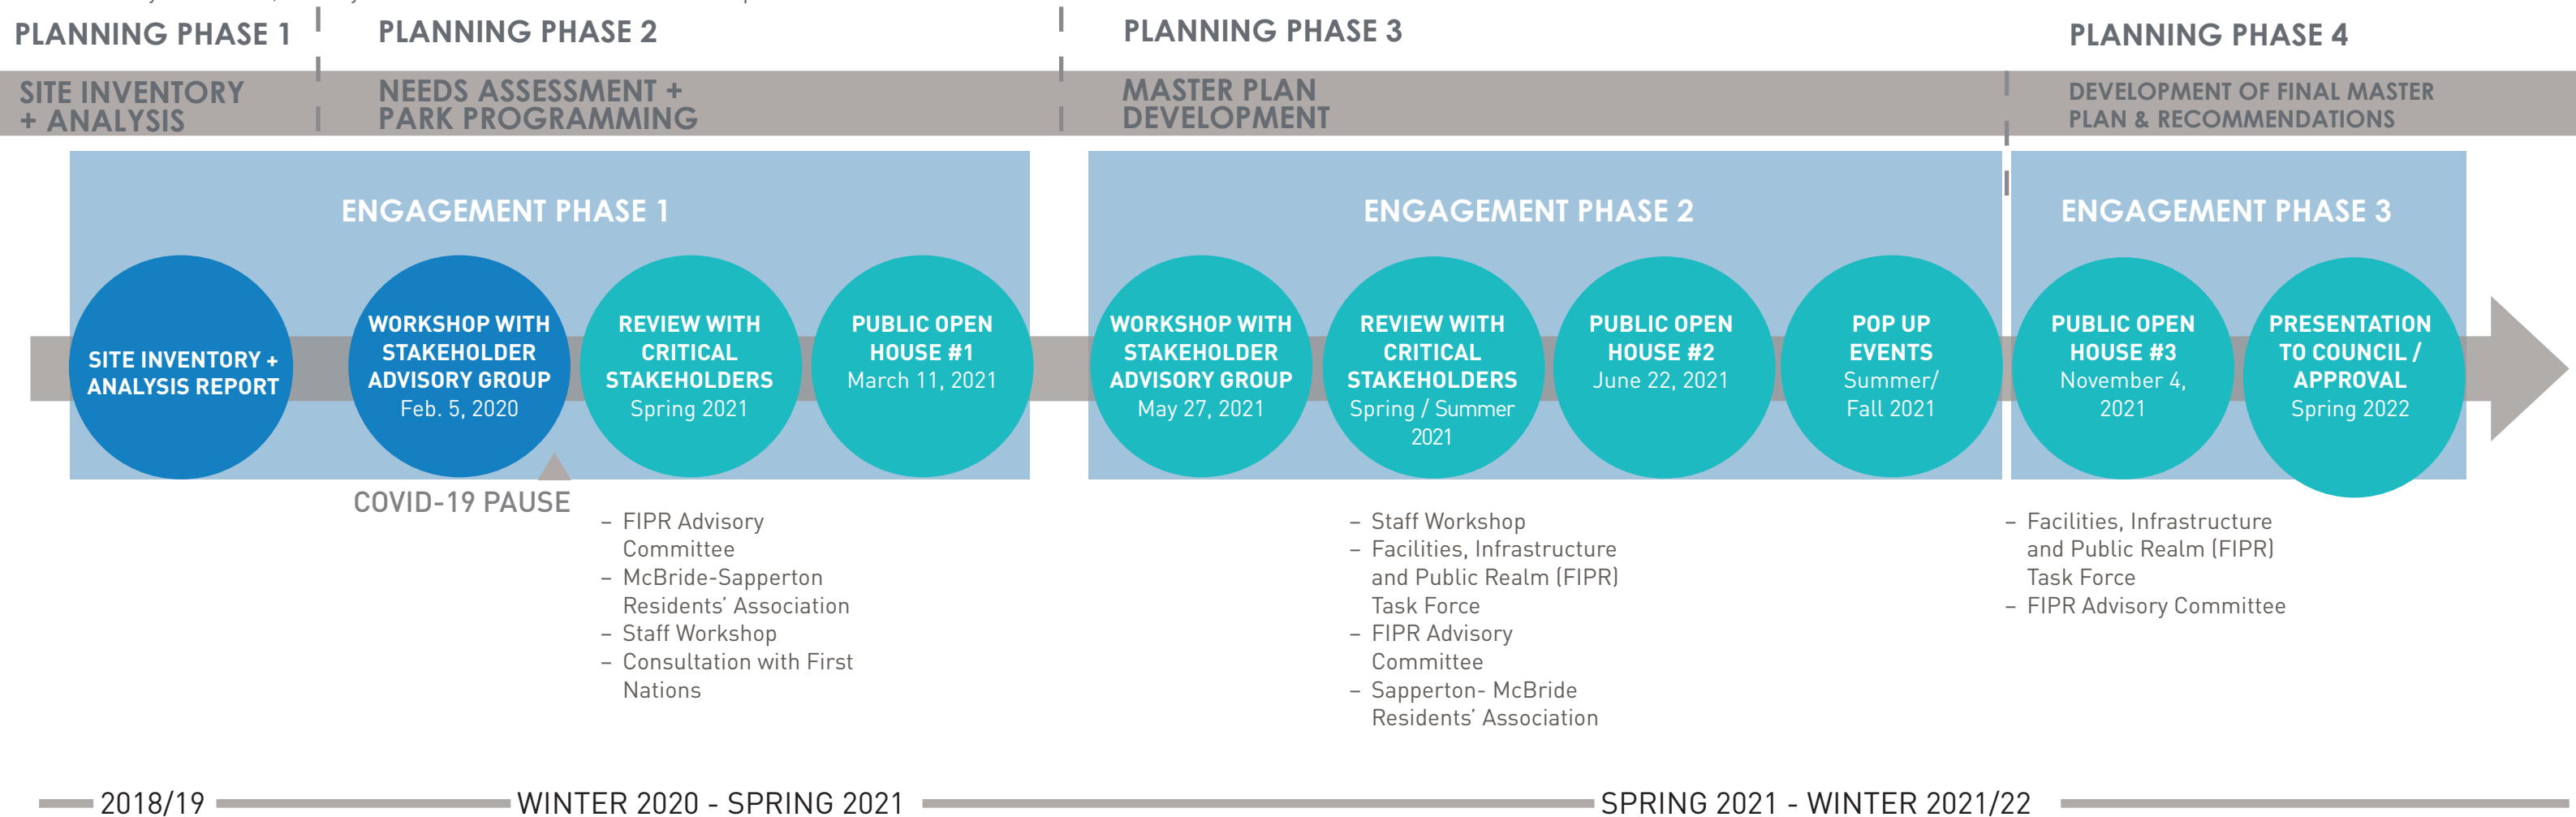 PLANNING PHASE 1
PLANNING PHASE 2
PLANNING PHASE 3
PLANNING PHASE 4
SITE INVENTORY
+ ANALYSIS
NEEDS ASSESSMENT +
PARK PROGRAMMING
MASTER PLAN
DEVELOPMENT
DEVELOPMENT OF FINAL MASTER
PLAN & RECOMMENDATIONS
ENGAGEMENT PHASE 1
SITE INVENTORY +
ANALYSIS REPORT
WORKSHOP WITH
STAKEHOLDER
ADVISORY GROUP
Feb. 5, 2020
REVIEW WITH
CRITICAL
STAKEHOLDERS
Spring 2021
PUBLIC OPEN
HOUSE #1
March 11, 2021
ENGAGEMENT PHASE 2
WORKSHOP WITH
STAKEHOLDER
ADVISORY GROUP
May 27, 2021
REVIEW WITH
CRITICAL
STAKEHOLDERS
Spring / Summer
2021
PUBLIC OPEN
HOUSE #2
June 22, 2021
POP UP
EVENTS
Summer/
Fall 2021
ENGAGEMENT PHASE 3
PUBLIC OPEN
HOUSE #3
November 4,
2021
PRESENTATION
TO COUNCIL /
APPROVAL
Spring 2022
COVID-19 PAUSE
– FIPR Advisory
Committee
– McBride-Sapperton
Residents’ Association
– Staff Workshop
– Consultation with First
Nations
– Staff Workshop
– Facilities, Infrastructure
and Public Realm (FIPR)
Task Force
– FIPR Advisory
Committee
– Sapperton- McBride
Residents’ Association
– Facilities, Infrastructure
and Public Realm (FIPR)
Task Force
– FIPR Advisory Committee
2018/19
WINTER 2020 - SPRING 2021
SPRING 2021 - WINTER 2021/22